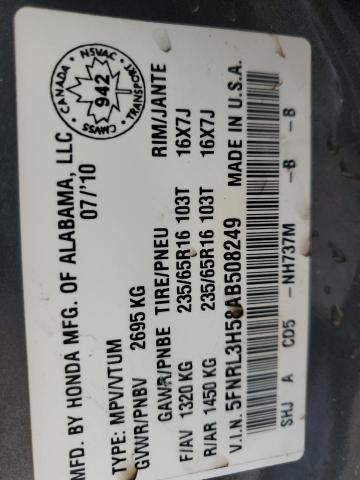 MFD. BY HONDA MFG. OF ALABAMA, LLC
07/'10
TYPE: MPV/VTUM
GVWR/PNBV 2695 KG
GAWR/PNBE TIRE/PNEU RIM/JANTE
F/AV 1320 KG 235/65R16 103T 16X7J
R/AR 1450 KG 235/65R16 103T 16X7J
V.I.N. 5FNRL3H58AB508249 MADE IN U.S.A.
SHJ A CD5 -NH737M -B -B
CANADA NSVAC
942
CMVSS TRANSPORT